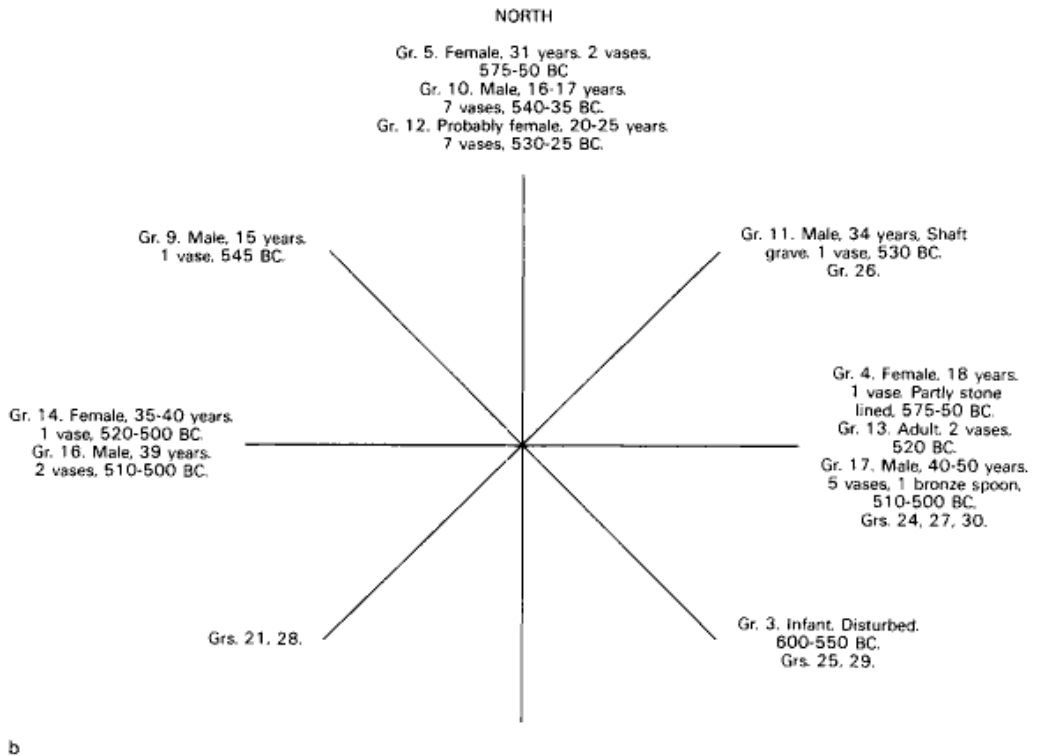 NORTH
Gr. 5. Female, 31 years. 2 vases,
575-50 BC
Gr. 10. Male, 16-17 years.
7 vases, 540-35 BC.
Gr. 12. Probably female, 20-25 years.
7 vases, 530-25 BC.
Gr. 9. Male, 15 years.
1 vase, 545 BC.
Gr. 11. Male, 34 years, Shaft
grave. 1 vase, 530 BC.
Gr. 26.
Gr. 14. Female, 35-40 years.
1 vase, 520-500 BC.
Gr. 16. Male, 39 years.
2 vases, 510-500 BC.
Gr. 4. Female, 18 years.
1 vase. Partly stone
lined, 575-50 BC.
Gr. 13. Adult. 2 vases,
520 BC.
Gr. 17. Male, 40-50 years.
5 vases, 1 bronze spoon,
510-500 BC.
Grs. 24, 27, 30.
Grs. 21, 28.
Gr. 3. Infant. Disturbed.
600-550 BC.
Grs. 25, 29.
b